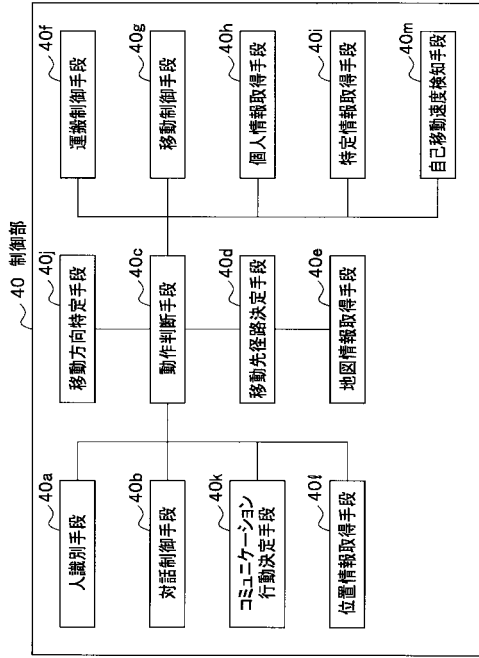 40 制御部
40a
人識別手段
40b
対話制御手段
40k
コミュニケーション
行動決定手段
40ℓ
位置情報取得手段
40j
移動方向特定手段
40c
動作判断手段
40d
移動先径路決定手段
40e
地図情報取得手段
40f
運搬制御手段
40g
移動制御手段
40h
個人情報取得手段
40i
特定情報取得手段
40m
自己移動速度検知手段